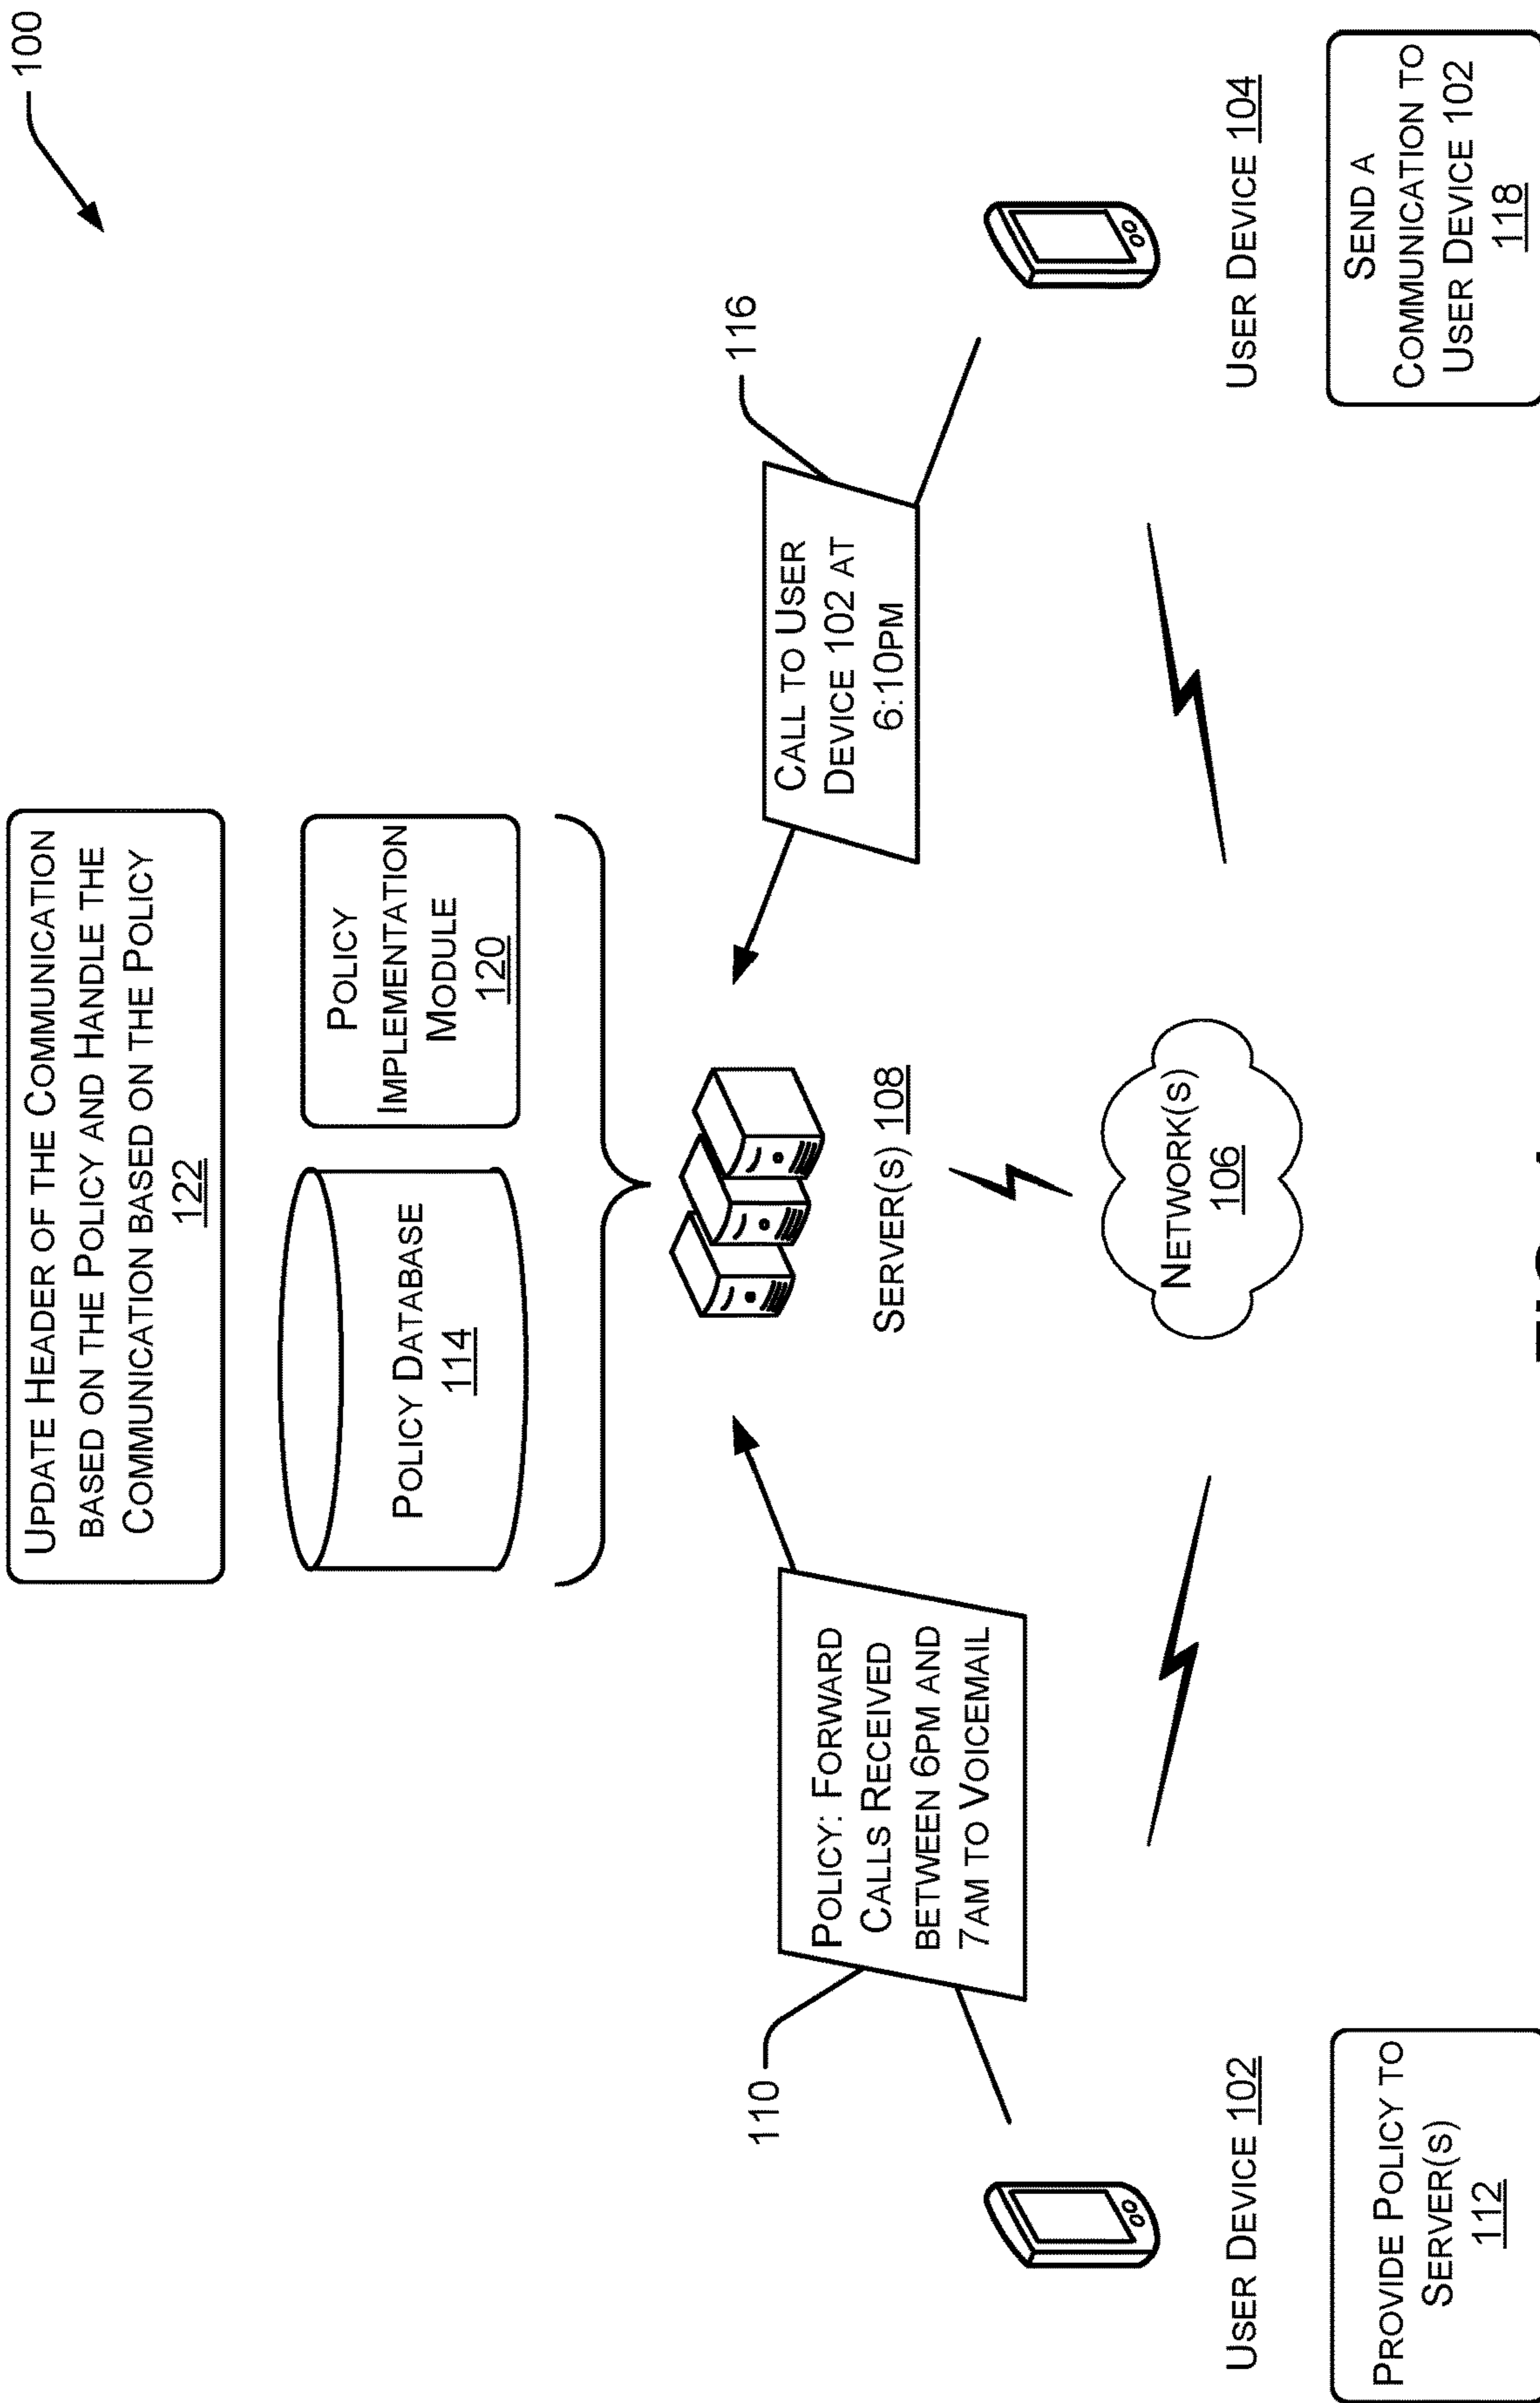 100
UPDATE HEADER OF THE COMMUNICATION
BASED ON THE POLICY AND HANDLE THE
COMMUNICATION BASED ON THE POLICY
122
POLICY DATABASE
114
POLICY
IMPLEMENTATION
MODULE
120
110
POLICY: FORWARD
CALLS RECEIVED
BETWEEN 6PM AND
7AM TO VOICEMAIL
SERVER(S) 108
116
CALL TO USER
DEVICE 102 AT
6:10PM
USER DEVICE 102
NETWORK(S)
106
USER DEVICE 104
PROVIDE POLICY TO
SERVER(S)
112
SEND A
COMMUNICATION TO
USER DEVICE 102
118